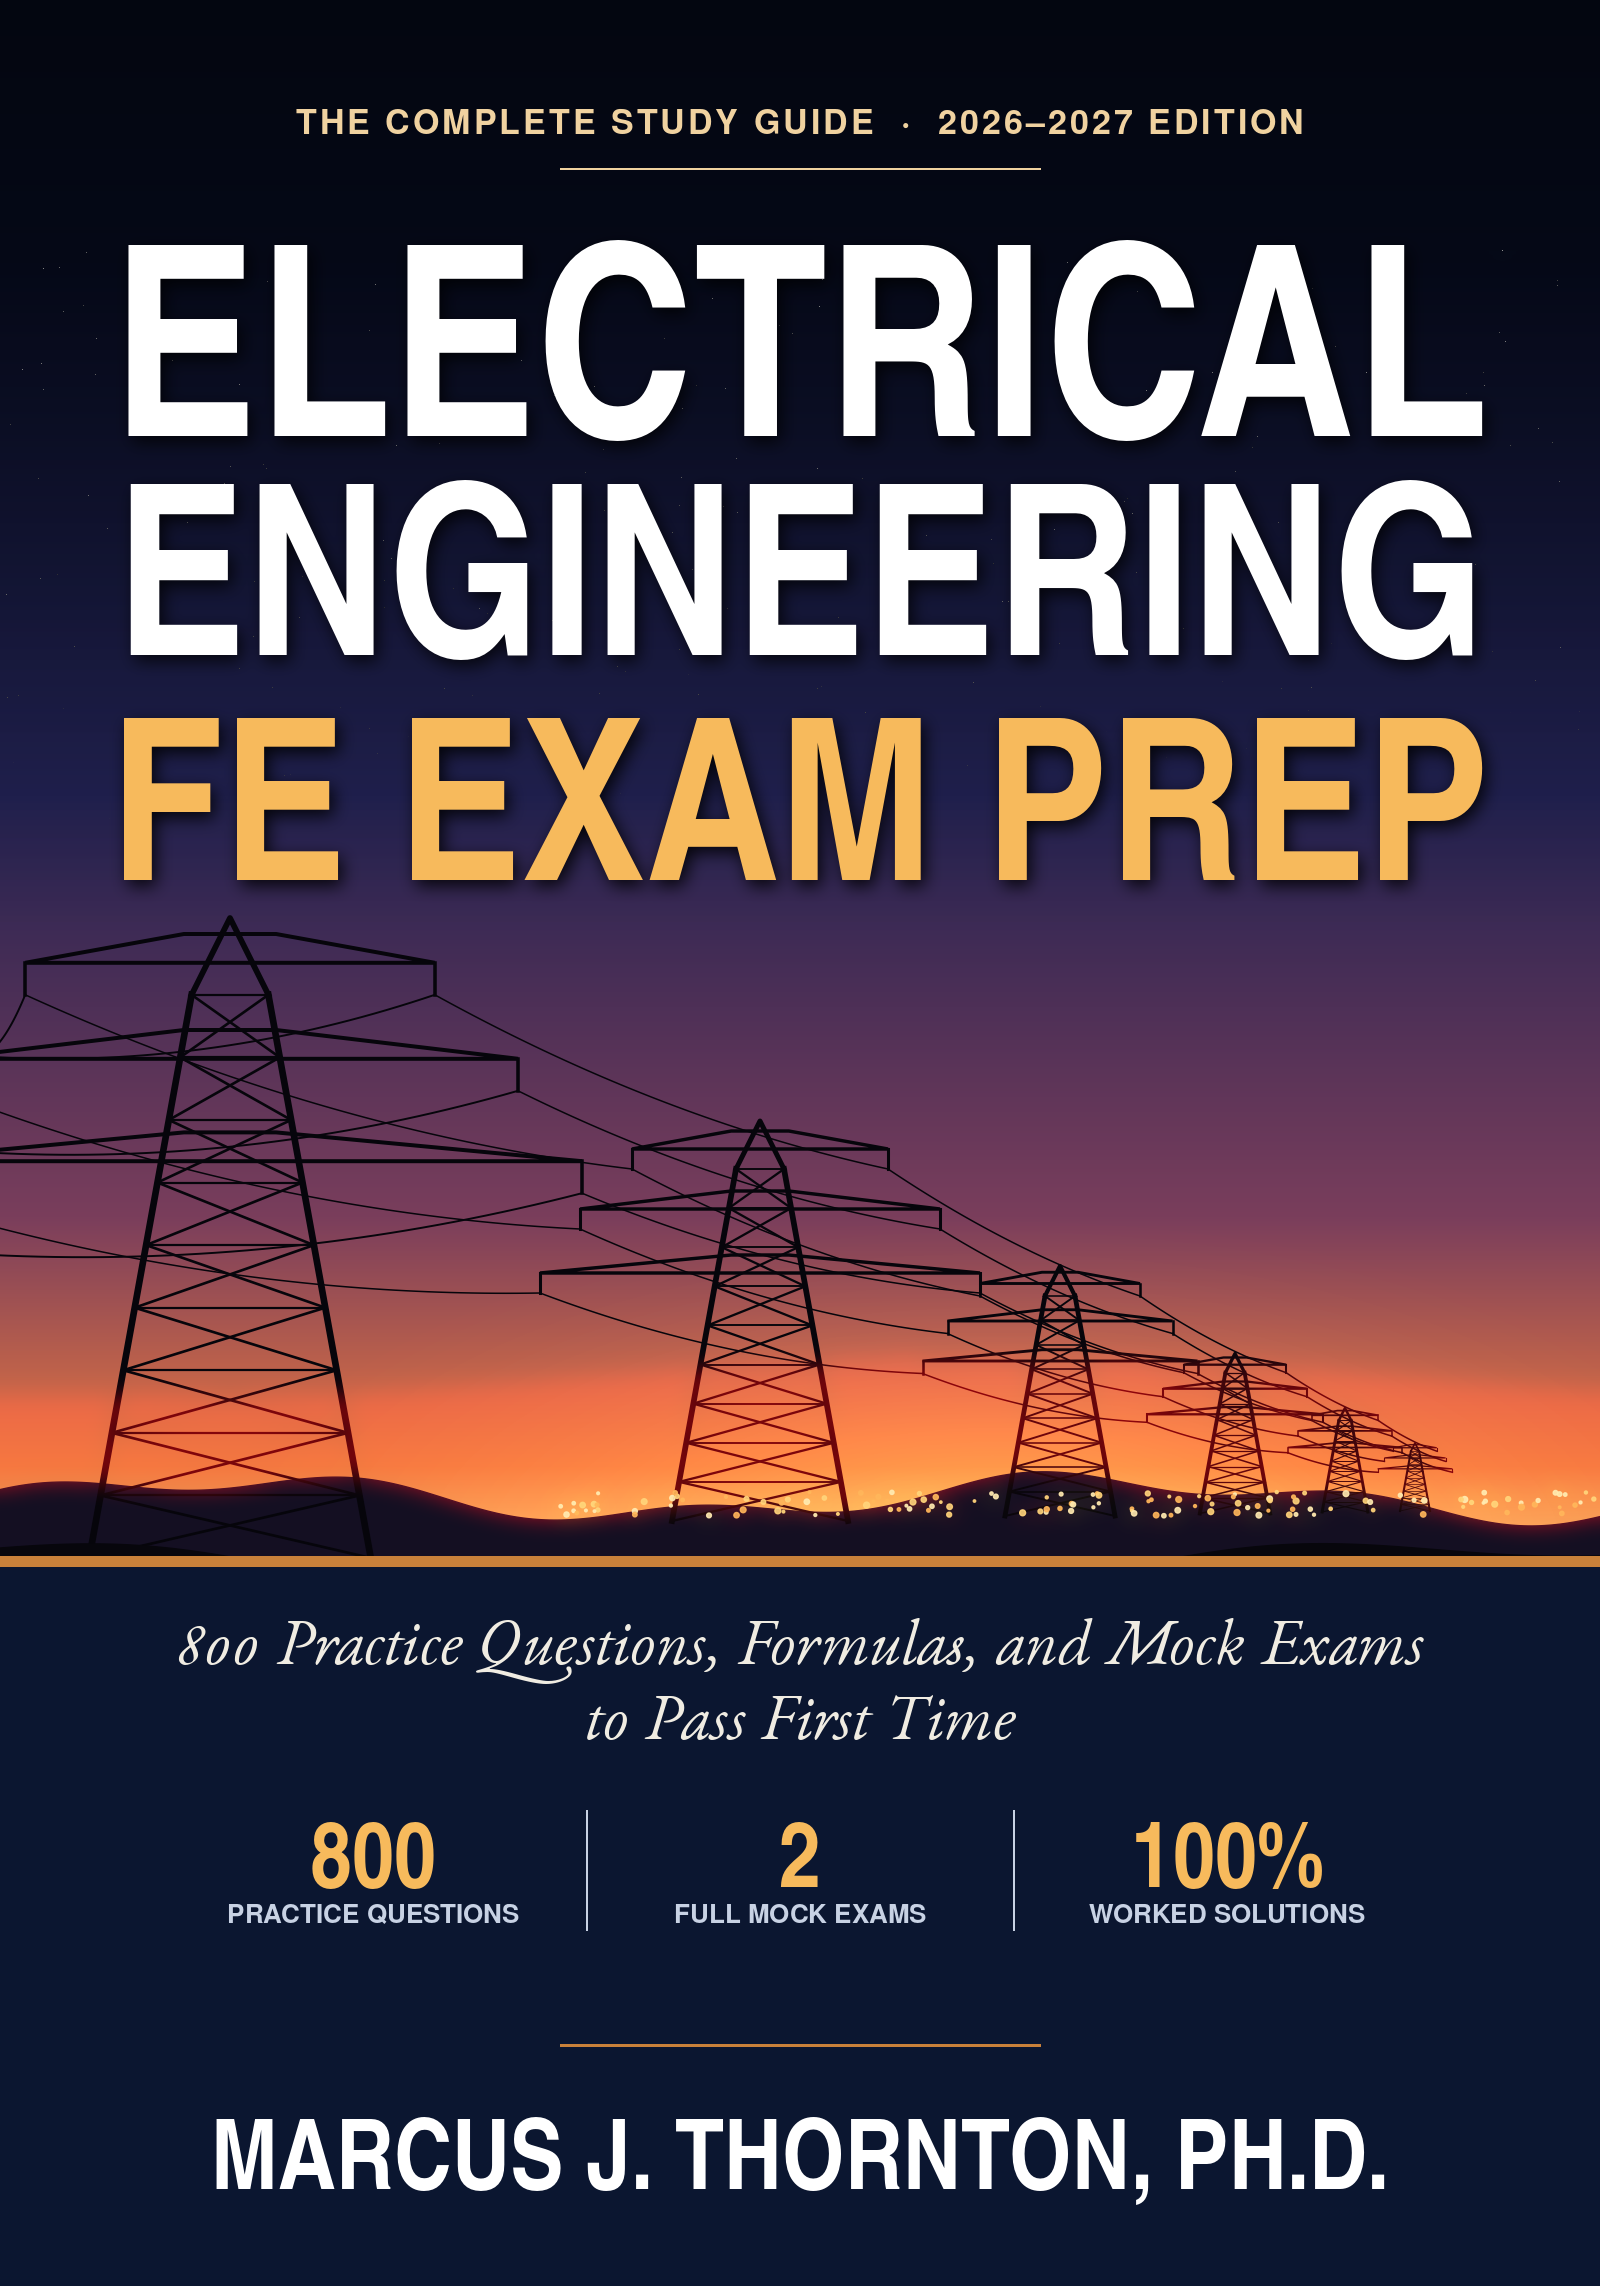 THE COMPLETE STUDY GUIDE · 2026–2027 EDITION
ELECTRICAL
ENGINEERING
FE EXAM PREP
800 Practice Questions, Formulas, and Mock Exams
to Pass First Time
800
PRACTICE QUESTIONS
2
FULL MOCK EXAMS
100%
WORKED SOLUTIONS
MARCUS J. THORNTON, PH.D.